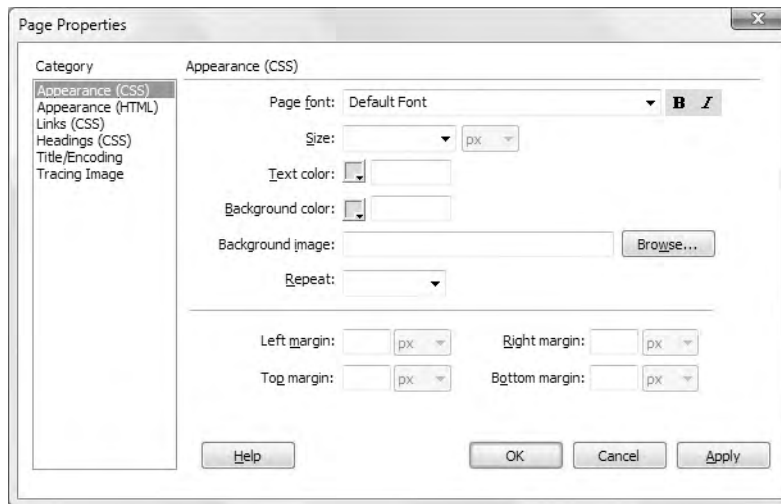 Page Properties
X
Category
Appearance (CSS)
Appearance (HTML)
Links (CSS)
Headings (CSS)
Title/Encoding
Tracing Image
Appearance (CSS)
Page font: Default Font B I
Size: px
Text color:
Background color:
Background image: Browse...
Repeat:
Left margin: px Right margin: px
Top margin: px Bottom margin: px
Help OK Cancel Apply